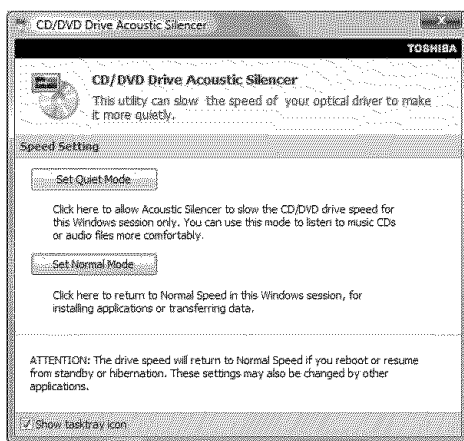 CD/DVD Drive Acoustic Silencer
TOSHIBA
CD/DVD Drive Acoustic Silencer
This utility can slow the speed of your optical driver to make
it more quietly.
Speed Setting
Set Quiet Mode
Click here to allow Acoustic Silencer to slow the CD/DVD drive speed for
this Windows session only. You can use this mode to listen to music CDs
or audio files more comfortably.
Set Normal Mode
Click here to return to Normal Speed in this Windows session, for
installing applications or transferring data.
ATTENTION: The drive speed will return to Normal Speed if you reboot or resume
from standby or hibernation. These settings may also be changed by other
applications.
Show tasktray icon